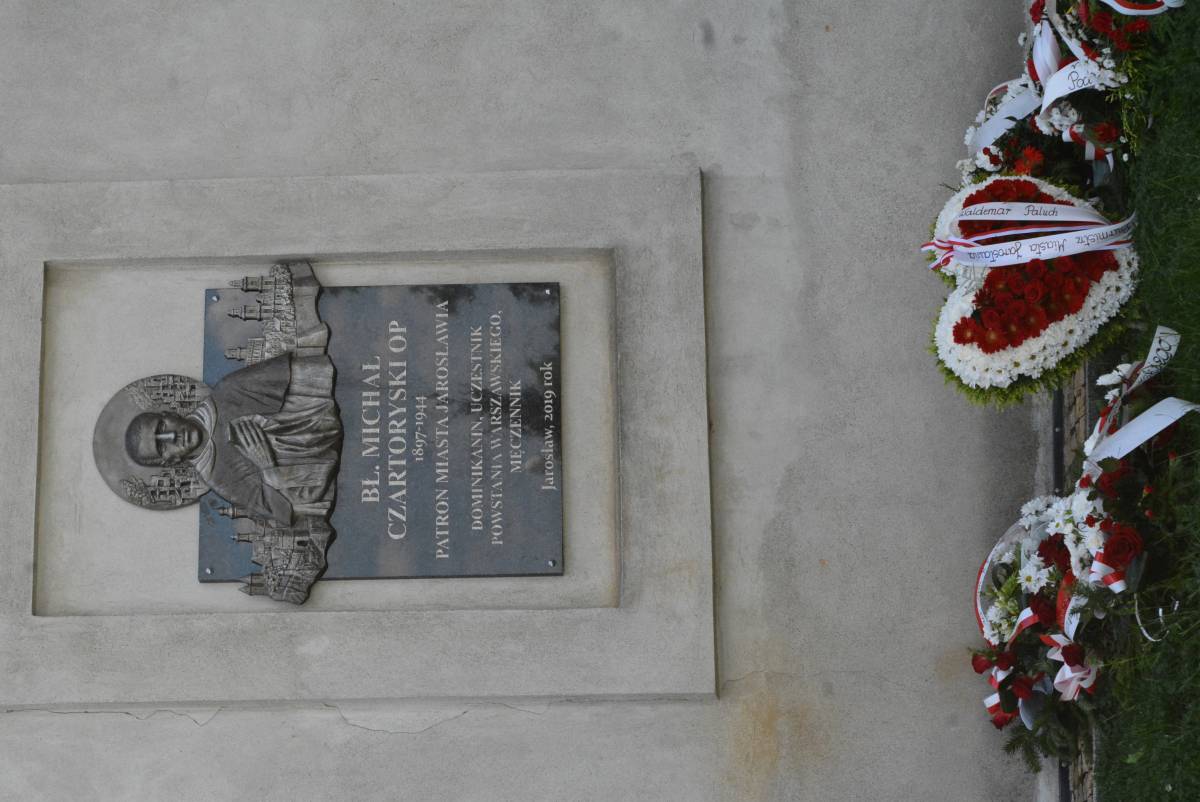 BŁ. MICHAŁ
CZARTORYSKI OP
1897-1944
PATRON MIASTA JAROSŁAWIA
DOMINIKANIN, UCZESTNIK
POWSTANIA WARSZAWSKIEGO,
MĘCZENNIK
Jarosław, 2019 rok
Waldemar Paluch
Burmistrz Miasta Jarosławia